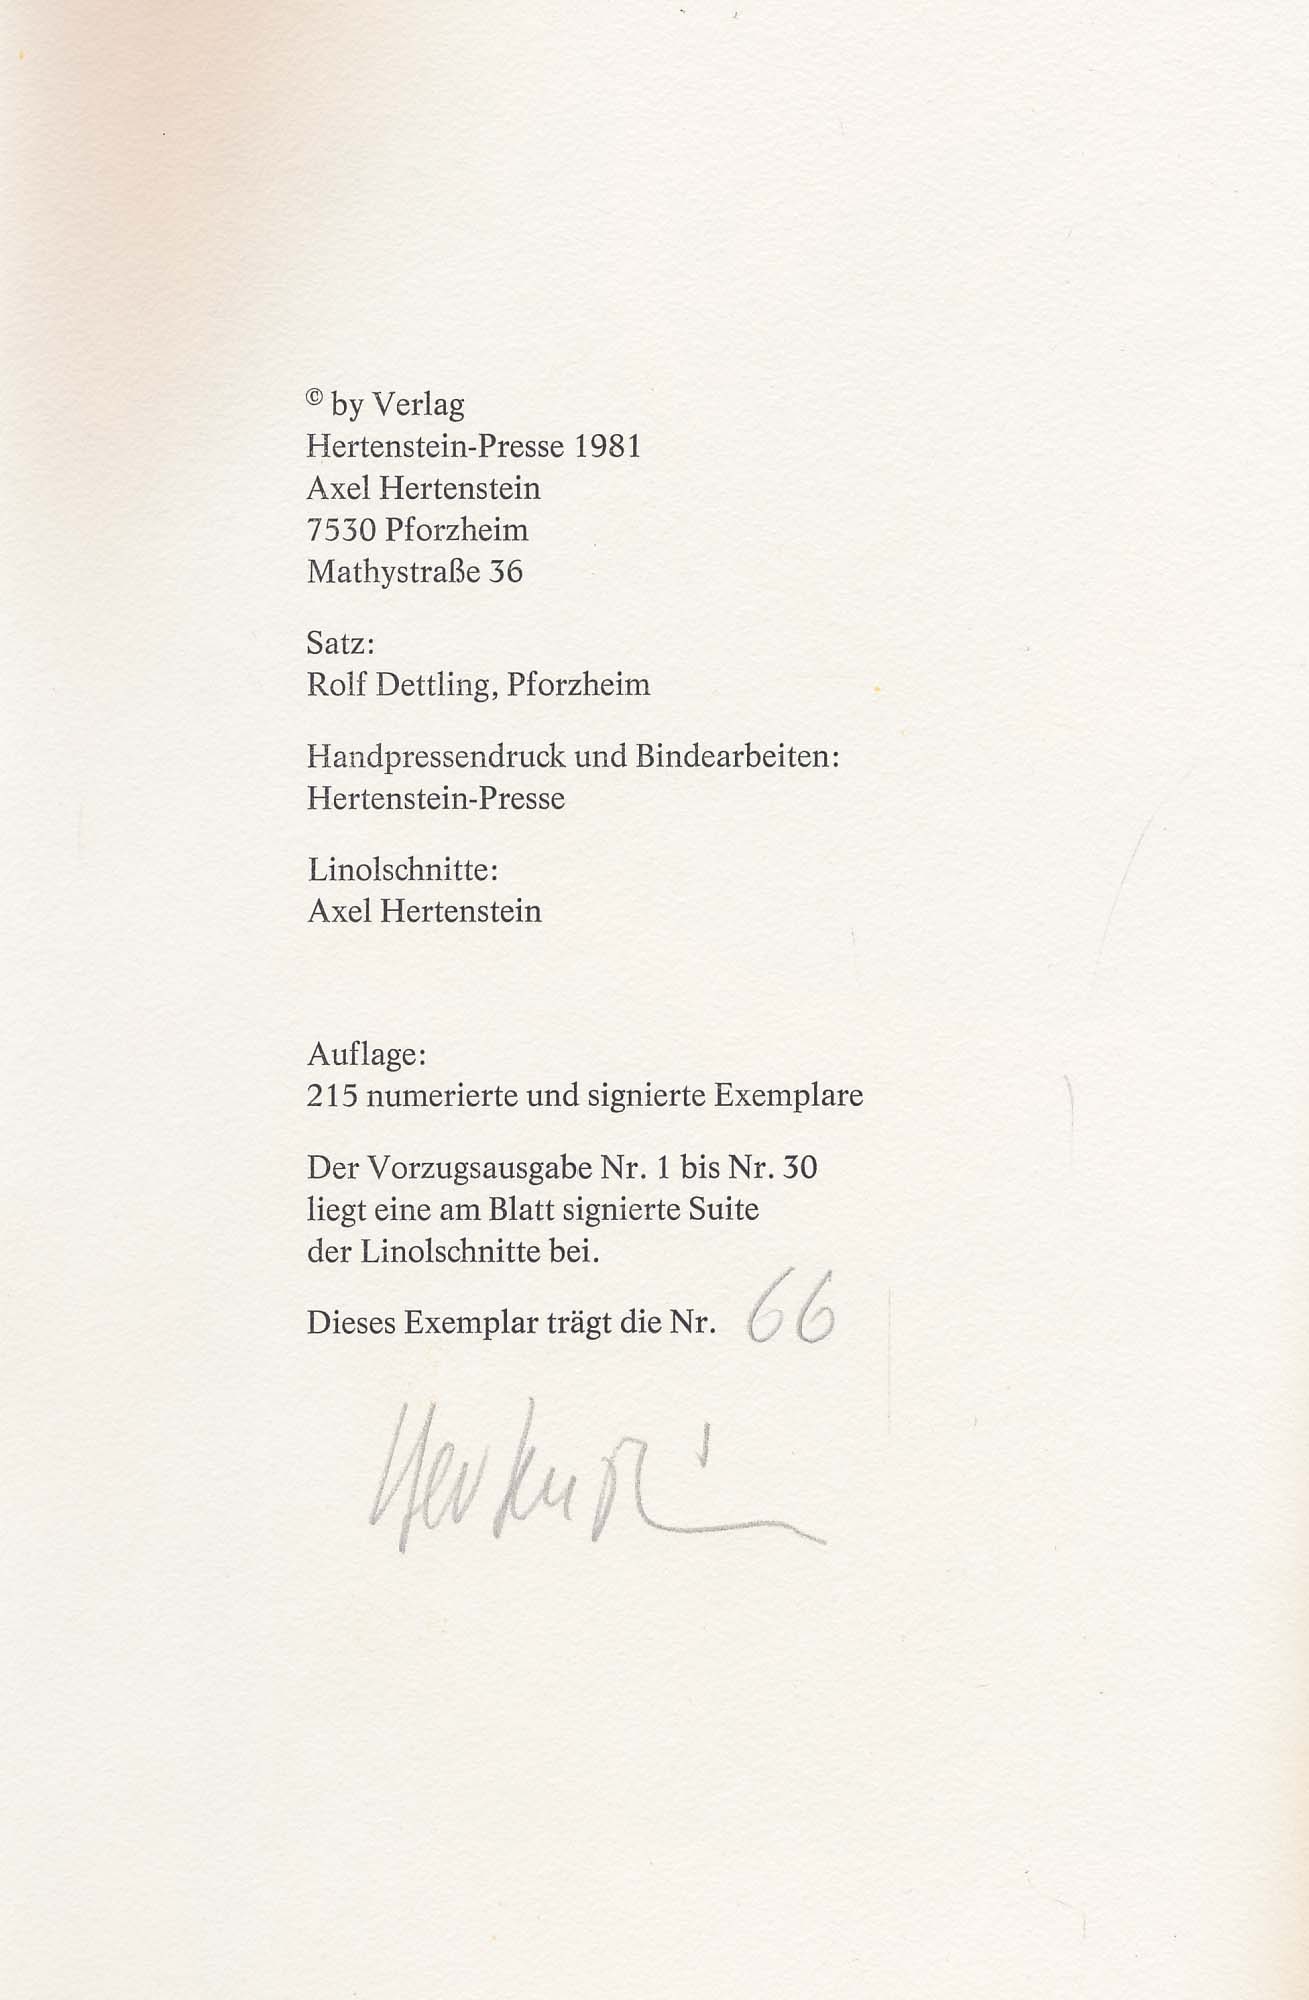 © by Verlag
Hertenstein-Presse 1981
Axel Hertenstein
7530 Pforzheim
Mathystraße 36
Satz:
Rolf Dettling, Pforzheim
Handpressendruck und Bindearbeiten:
Hertenstein-Presse
Linolschnitte:
Axel Hertenstein
Auflage:
215 numerierte und signierte Exemplare
Der Vorzugsausgabe Nr. 1 bis Nr. 30
liegt eine am Blatt signierte Suite
der Linolschnitte bei.
Dieses Exemplar trägt die Nr. 66
Hertenstein